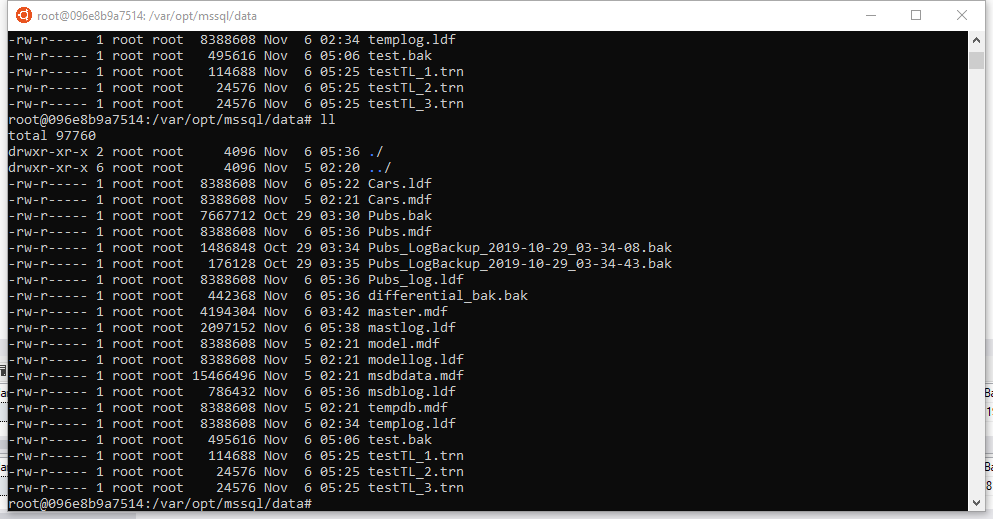 root@096e8b9a7514: /var/opt/mssql/data
-rw-r----- 1 root root  8388608 Nov  6 02:34 templog.ldf
-rw-r----- 1 root root   495616 Nov  6 05:06 test.bak
-rw-r----- 1 root root   114688 Nov  6 05:25 testTL_1.trn
-rw-r----- 1 root root    24576 Nov  6 05:25 testTL_2.trn
-rw-r----- 1 root root    24576 Nov  6 05:25 testTL_3.trn
root@096e8b9a7514:/var/opt/mssql/data# ll
total 97760
drwxr-xr-x 2 root root     4096 Nov  6 05:36 ./
drwxr-xr-x 6 root root     4096 Nov  5 02:20 ../
-rw-r----- 1 root root  8388608 Nov  6 05:22 Cars.ldf
-rw-r----- 1 root root  8388608 Nov  5 02:21 Cars.mdf
-rw-r----- 1 root root  7667712 Oct 29 03:30 Pubs.bak
-rw-r----- 1 root root  8388608 Nov  6 05:36 Pubs.mdf
-rw-r----- 1 root root  1486848 Oct 29 03:34 Pubs_LogBackup_2019-10-29_03-34-08.bak
-rw-r----- 1 root root   176128 Oct 29 03:35 Pubs_LogBackup_2019-10-29_03-34-43.bak
-rw-r----- 1 root root  8388608 Nov  6 05:36 Pubs_log.ldf
-rw-r----- 1 root root   442368 Nov  6 05:36 differential_bak.bak
-rw-r----- 1 root root  4194304 Nov  6 03:42 master.mdf
-rw-r----- 1 root root  2097152 Nov  6 05:38 mastlog.ldf
-rw-r----- 1 root root  8388608 Nov  5 02:21 model.mdf
-rw-r----- 1 root root  8388608 Nov  5 02:21 modellog.ldf
-rw-r----- 1 root root 15466496 Nov  5 02:21 msdbdata.mdf
-rw-r----- 1 root root   786432 Nov  6 05:36 msdblog.ldf
-rw-r----- 1 root root  8388608 Nov  5 02:21 tempdb.mdf
-rw-r----- 1 root root  8388608 Nov  6 02:34 templog.ldf
-rw-r----- 1 root root   495616 Nov  6 05:06 test.bak
-rw-r----- 1 root root   114688 Nov  6 05:25 testTL_1.trn
-rw-r----- 1 root root    24576 Nov  6 05:25 testTL_2.trn
-rw-r----- 1 root root    24576 Nov  6 05:25 testTL_3.trn
root@096e8b9a7514:/var/opt/mssql/data#